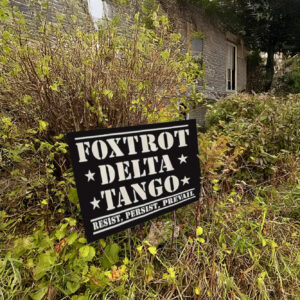 FOXTROT
DELTA
TANGO
RESIST, PERSIST, PREVAIL